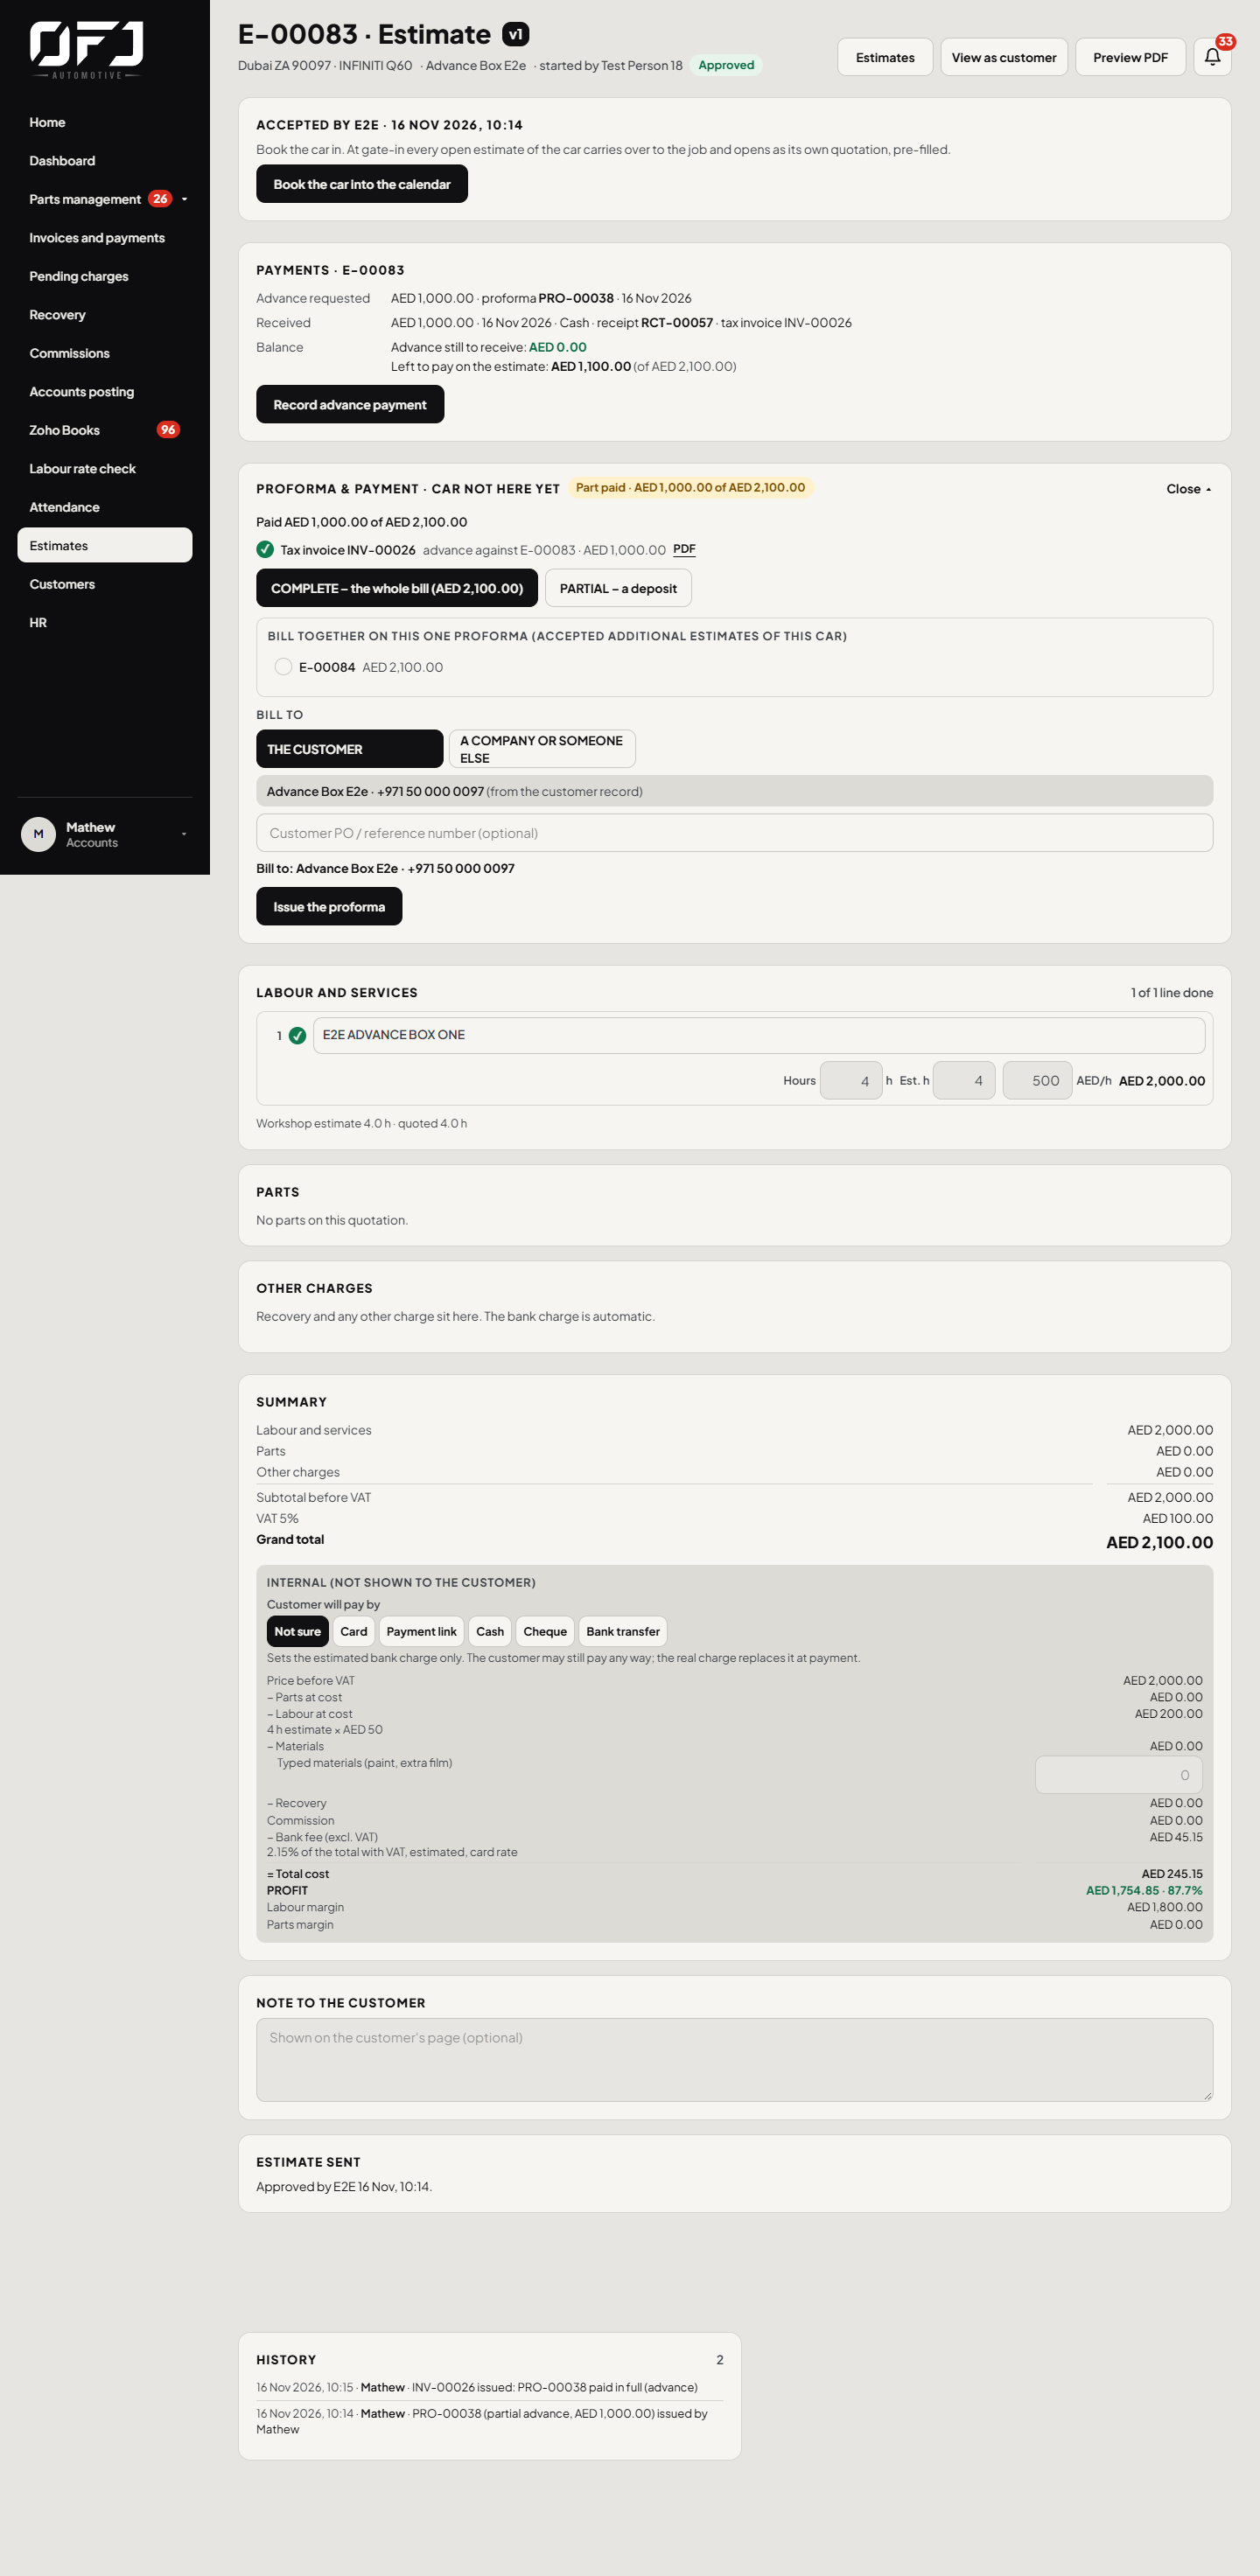 OFJ
AUTOMOTIVE
Home
Dashboard
Parts management 26
Invoices and payments
Pending charges
Recovery
Commissions
Accounts posting
Zoho Books 96
Labour rate check
Attendance
Estimates
Customers
HR
M
Mathew
Accounts
E-00083 · Estimate v1
Dubai ZA 90097 · INFINITI Q60 · Advance Box E2e · started by Test Person 18 Approved
Estimates View as customer Preview PDF 33
ACCEPTED BY E2E · 16 NOV 2026, 10:14
Book the car in. At gate-in every open estimate of the car carries over to the job and opens as its own quotation, pre-filled.
Book the car into the calendar
PAYMENTS · E-00083
Advance requested AED 1,000.00 · proforma PRO-00038 · 16 Nov 2026
Received AED 1,000.00 · 16 Nov 2026 · Cash · receipt RCT-00057 · tax invoice INV-00026
Balance Advance still to receive: AED 0.00
Left to pay on the estimate: AED 1,100.00 (of AED 2,100.00)
Record advance payment
PROFORMA & PAYMENT · CAR NOT HERE YET Part paid · AED 1,000.00 of AED 2,100.00 Close
Paid AED 1,000.00 of AED 2,100.00
Tax invoice INV-00026 advance against E-00083 · AED 1,000.00 PDF
COMPLETE – the whole bill (AED 2,100.00) PARTIAL – a deposit
BILL TOGETHER ON THIS ONE PROFORMA (ACCEPTED ADDITIONAL ESTIMATES OF THIS CAR)
E-00084 AED 2,100.00
BILL TO
THE CUSTOMER
A COMPANY OR SOMEONE
ELSE
Advance Box E2e · +971 50 000 0097 (from the customer record)
Customer PO / reference number (optional)
Bill to: Advance Box E2e · +971 50 000 0097
Issue the proforma
LABOUR AND SERVICES 1 of 1 line done
1 E2E ADVANCE BOX ONE
Hours 4 h Est. h 4 500 AED/h AED 2,000.00
Workshop estimate 4.0 h · quoted 4.0 h
PARTS
No parts on this quotation.
OTHER CHARGES
Recovery and any other charge sit here. The bank charge is automatic.
SUMMARY
Labour and services AED 2,000.00
Parts AED 0.00
Other charges AED 0.00
Subtotal before VAT AED 2,000.00
VAT 5% AED 100.00
Grand total AED 2,100.00
INTERNAL (NOT SHOWN TO THE CUSTOMER)
Customer will pay by
Not sure Card Payment link Cash Cheque Bank transfer
Sets the estimated bank charge only. The customer may still pay any way; the real charge replaces it at payment.
Price before VAT AED 2,000.00
– Parts at cost AED 0.00
– Labour at cost AED 200.00
4 h estimate × AED 50
– Materials AED 0.00
Typed materials (paint, extra film) 0
– Recovery AED 0.00
Commission AED 0.00
– Bank fee (excl. VAT) AED 45.15
2.15% of the total with VAT, estimated, card rate
= Total cost AED 245.15
PROFIT AED 1,754.85 · 87.7%
Labour margin AED 1,800.00
Parts margin AED 0.00
NOTE TO THE CUSTOMER
Shown on the customer's page (optional)
ESTIMATE SENT
Approved by E2E 16 Nov, 10:14.
HISTORY 2
16 Nov 2026, 10:15 · Mathew · INV-00026 issued: PRO-00038 paid in full (advance)
16 Nov 2026, 10:14 · Mathew · PRO-00038 (partial advance, AED 1,000.00) issued by
Mathew